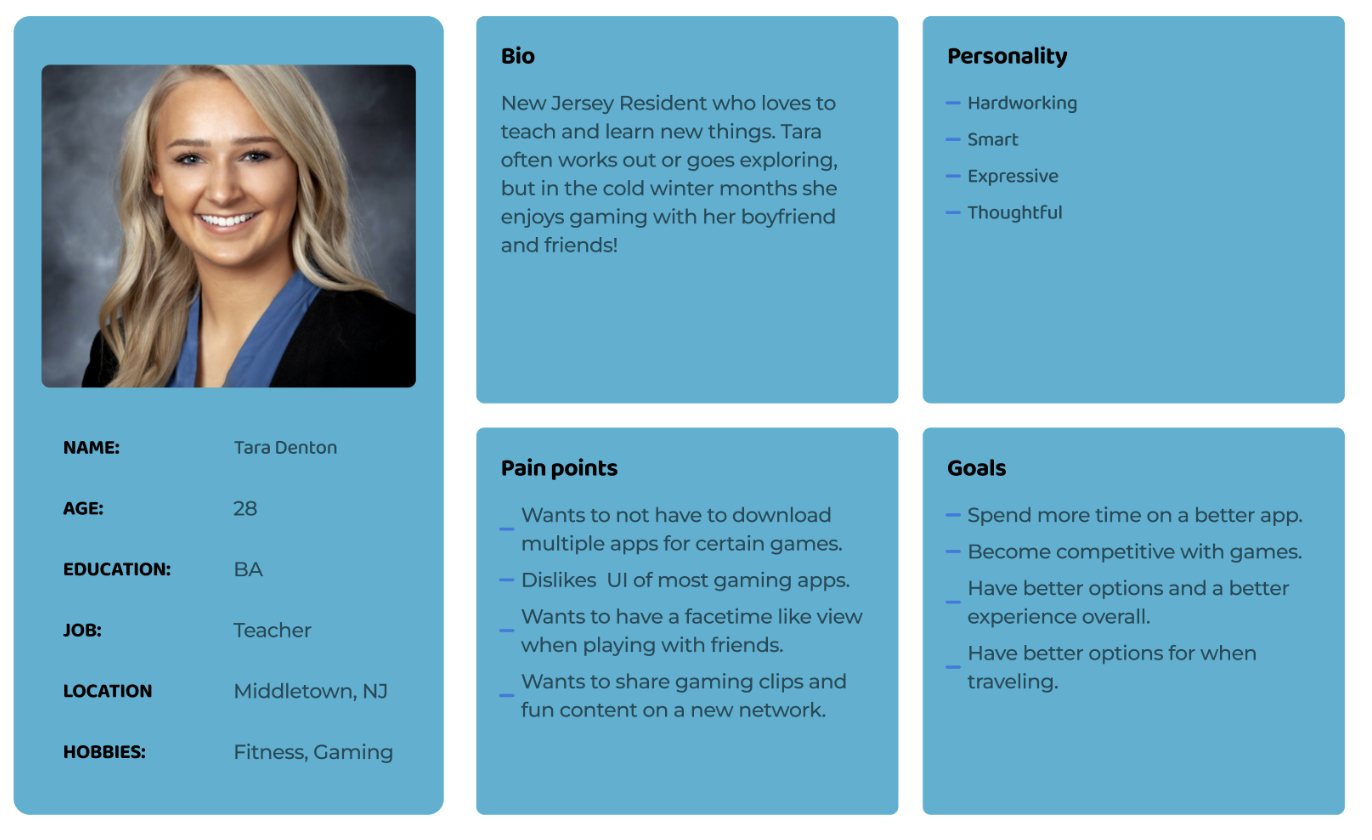 NAME: Tara Denton
AGE: 28
EDUCATION: BA
JOB: Teacher
LOCATION Middletown, NJ
HOBBIES: Fitness, Gaming
Bio
New Jersey Resident who loves to
teach and learn new things. Tara
often works out or goes exploring,
but in the cold winter months she
enjoys gaming with her boyfriend
and friends!
Personality
Hardworking
Smart
Expressive
Thoughtful
Pain points
Wants to not have to download
multiple apps for certain games.
Dislikes  UI of most gaming apps.
Wants to have a facetime like view
when playing with friends.
Wants to share gaming clips and
fun content on a new network.
Goals
Spend more time on a better app.
Become competitive with games.
Have better options and a better
experience overall.
Have better options for when
traveling.